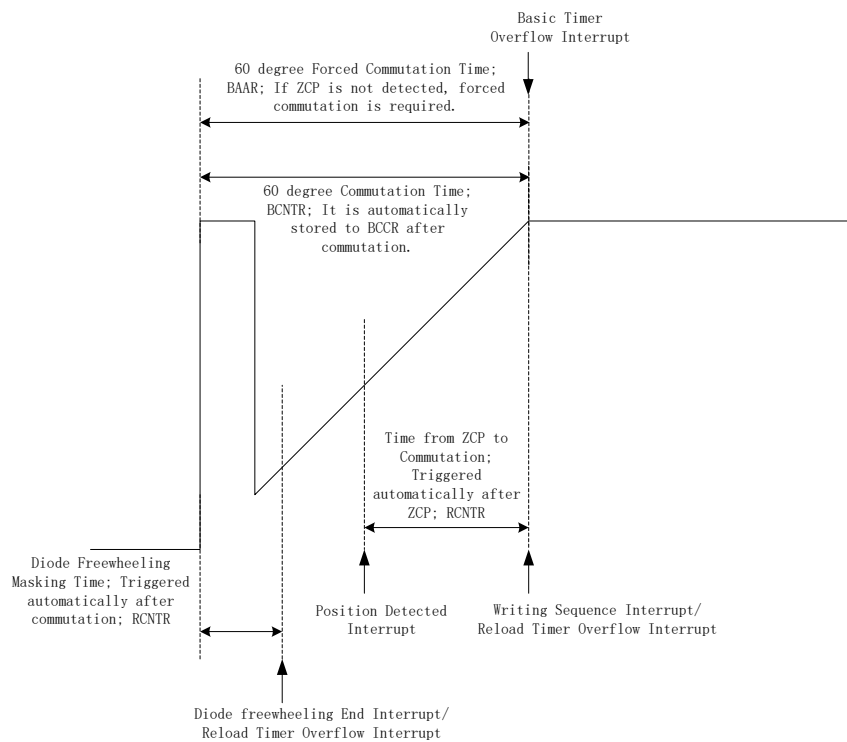 Basic Timer
Overflow Interrupt
60 degree Forced Commutation Time;
BAAR; If ZCP is not detected, forced
commutation is required.
60 degree Commutation Time;
BCNTR; It is automatically
stored to BCCR after
commutation.
Time from ZCP to
Commutation;
Triggered
automatically after
ZCP; RCNTR
Diode Freewheeling
Masking Time; Triggered
automatically after
commutation; RCNTR
Position Detected
Interrupt
Writing Sequence Interrupt/
Reload Timer Overflow Interrupt
Diode freewheeling End Interrupt/
Reload Timer Overflow Interrupt